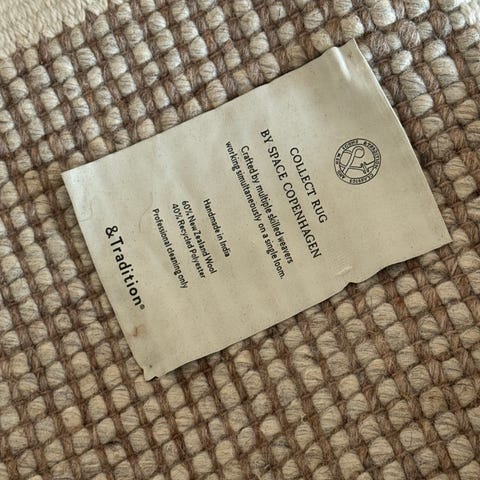 COLLECT RUG
BY SPACE COPENHAGEN
Crafted by multiple skilled weavers
working simultaneously on a single loom.
Handmade in India
60% New Zealand Wool
40% Recycled Polyester
Professional cleaning only
&Tradition®